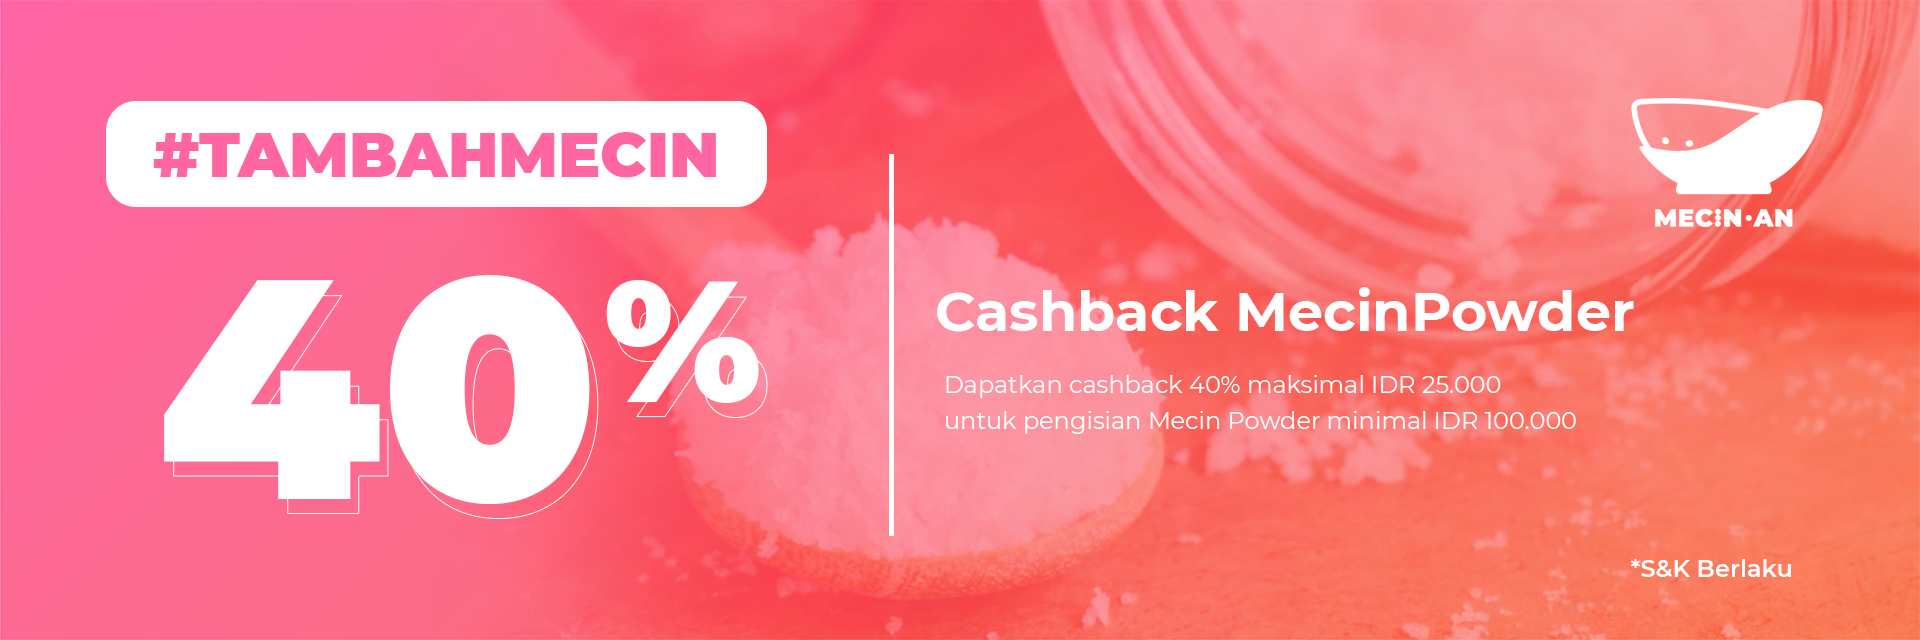 #TAMBAHMECIN
40%
MECIN·AN
Cashback MecinPowder
Dapatkan cashback 40% maksimal IDR 25.000
untuk pengisian Mecin Powder minimal IDR 100.000
*S&K Berlaku